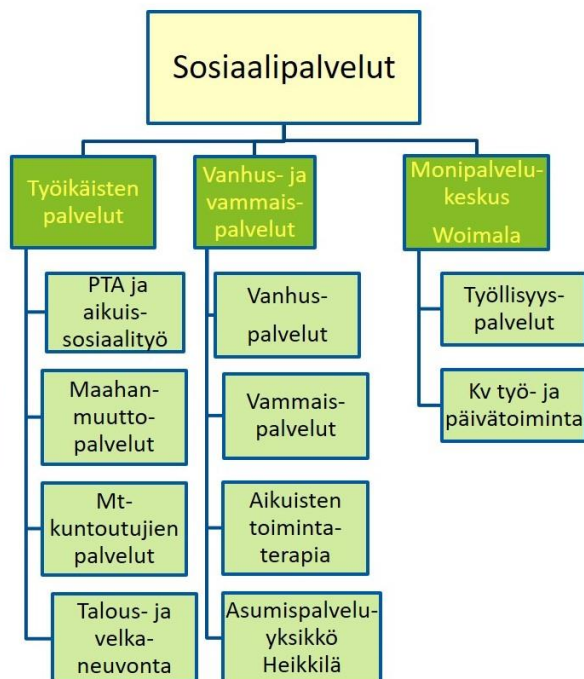 Sosiaalipalvelut
Työikäisten
palvelut
PTA ja
aikuis-
sosiaalityö
Maahan-
muutto-
palvelut
Mt-
kuntoutujien
palvelut
Talous- ja
velka-
neuvonta
Vanhus- ja
vammais-
palvelut
Vanhus-
palvelut
Vammais-
palvelut
Aikuisten
toiminta-
terapia
Asumispalvelu-
yksikkö
Heikkilä
Monipalvelu-
keskus
Woimala
Työllisyys-
palvelut
Kv työ- ja
päivätoiminta